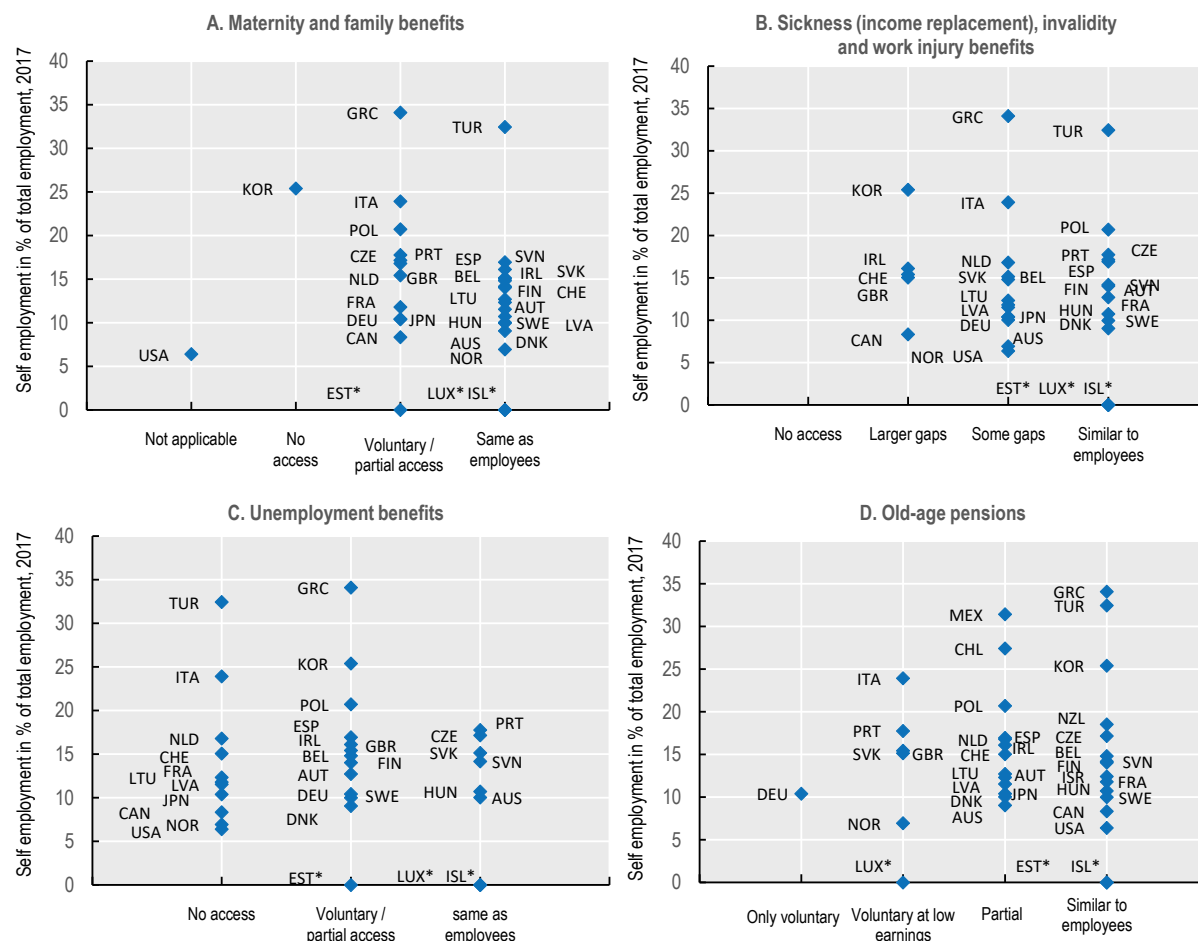 A. Maternity and family benefits
Self employment in % of total employment, 2017
40
35
30
25
20
15
10
5
0
GRC
TUR
KOR
ITA
POL
CZE
PRT
ESP
SVN
NLD
GBR
BEL
IRL
SVK
FIN
CHE
FRA
LTU
AUT
DEU
JPN
HUN
SWE
LVA
CAN
AUS
DNK
USA
NOR
EST*
LUX* ISL*
Not applicable
No
access
Voluntary /
partial access
Same as
employees
B. Sickness (income replacement), invalidity
and work injury benefits
Self employment in % of total employment, 2017
40
35
30
25
20
15
10
5
0
GRC
TUR
KOR
ITA
POL
CZE
IRL
NLD
PRT
CHE
SVK
BEL
ESP
GBR
FIN
SVN
AUT
LTU
FRA
LVA
JPN
HUN
DEU
DNK
SWE
CAN
AUS
NOR
USA
EST* LUX* ISL*
No access
Larger gaps
Some gaps
Similar to
employees
C. Unemployment benefits
Self employment in % of total employment, 2017
40
35
30
25
20
15
10
5
0
GRC
TUR
KOR
ITA
POL
ESP
PRT
NLD
IRL
GBR
CZE
CHE
BEL
FIN
SVK
SVN
FRA
LTU
LVA
AUT
JPN
DEU
SWE
HUN
AUS
CAN
NOR
DNK
USA
EST*
LUX* ISL*
No access
Voluntary /
partial access
same as
employees
D. Old-age pensions
Self employment in % of total employment, 2017
40
35
30
25
20
15
10
5
0
GRC
TUR
MEX
CHL
KOR
ITA
POL
NZL
PRT
NLD
ESP
CZE
SVK
GBR
CHE
IRL
BEL
FIN
SVN
LTU
AUT
ISR
FRA
DEU
LVA
JPN
HUN
SWE
DNK
CAN
NOR
AUS
USA
LUX*
EST* ISL*
Only voluntary
Voluntary at low
earnings
Partial
Similar to
employees